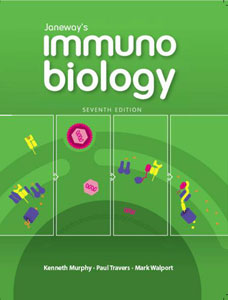 Janeway's
immuno
biology
SEVENTH EDITION
Kenneth Murphy · Paul Travers · Mark Walport